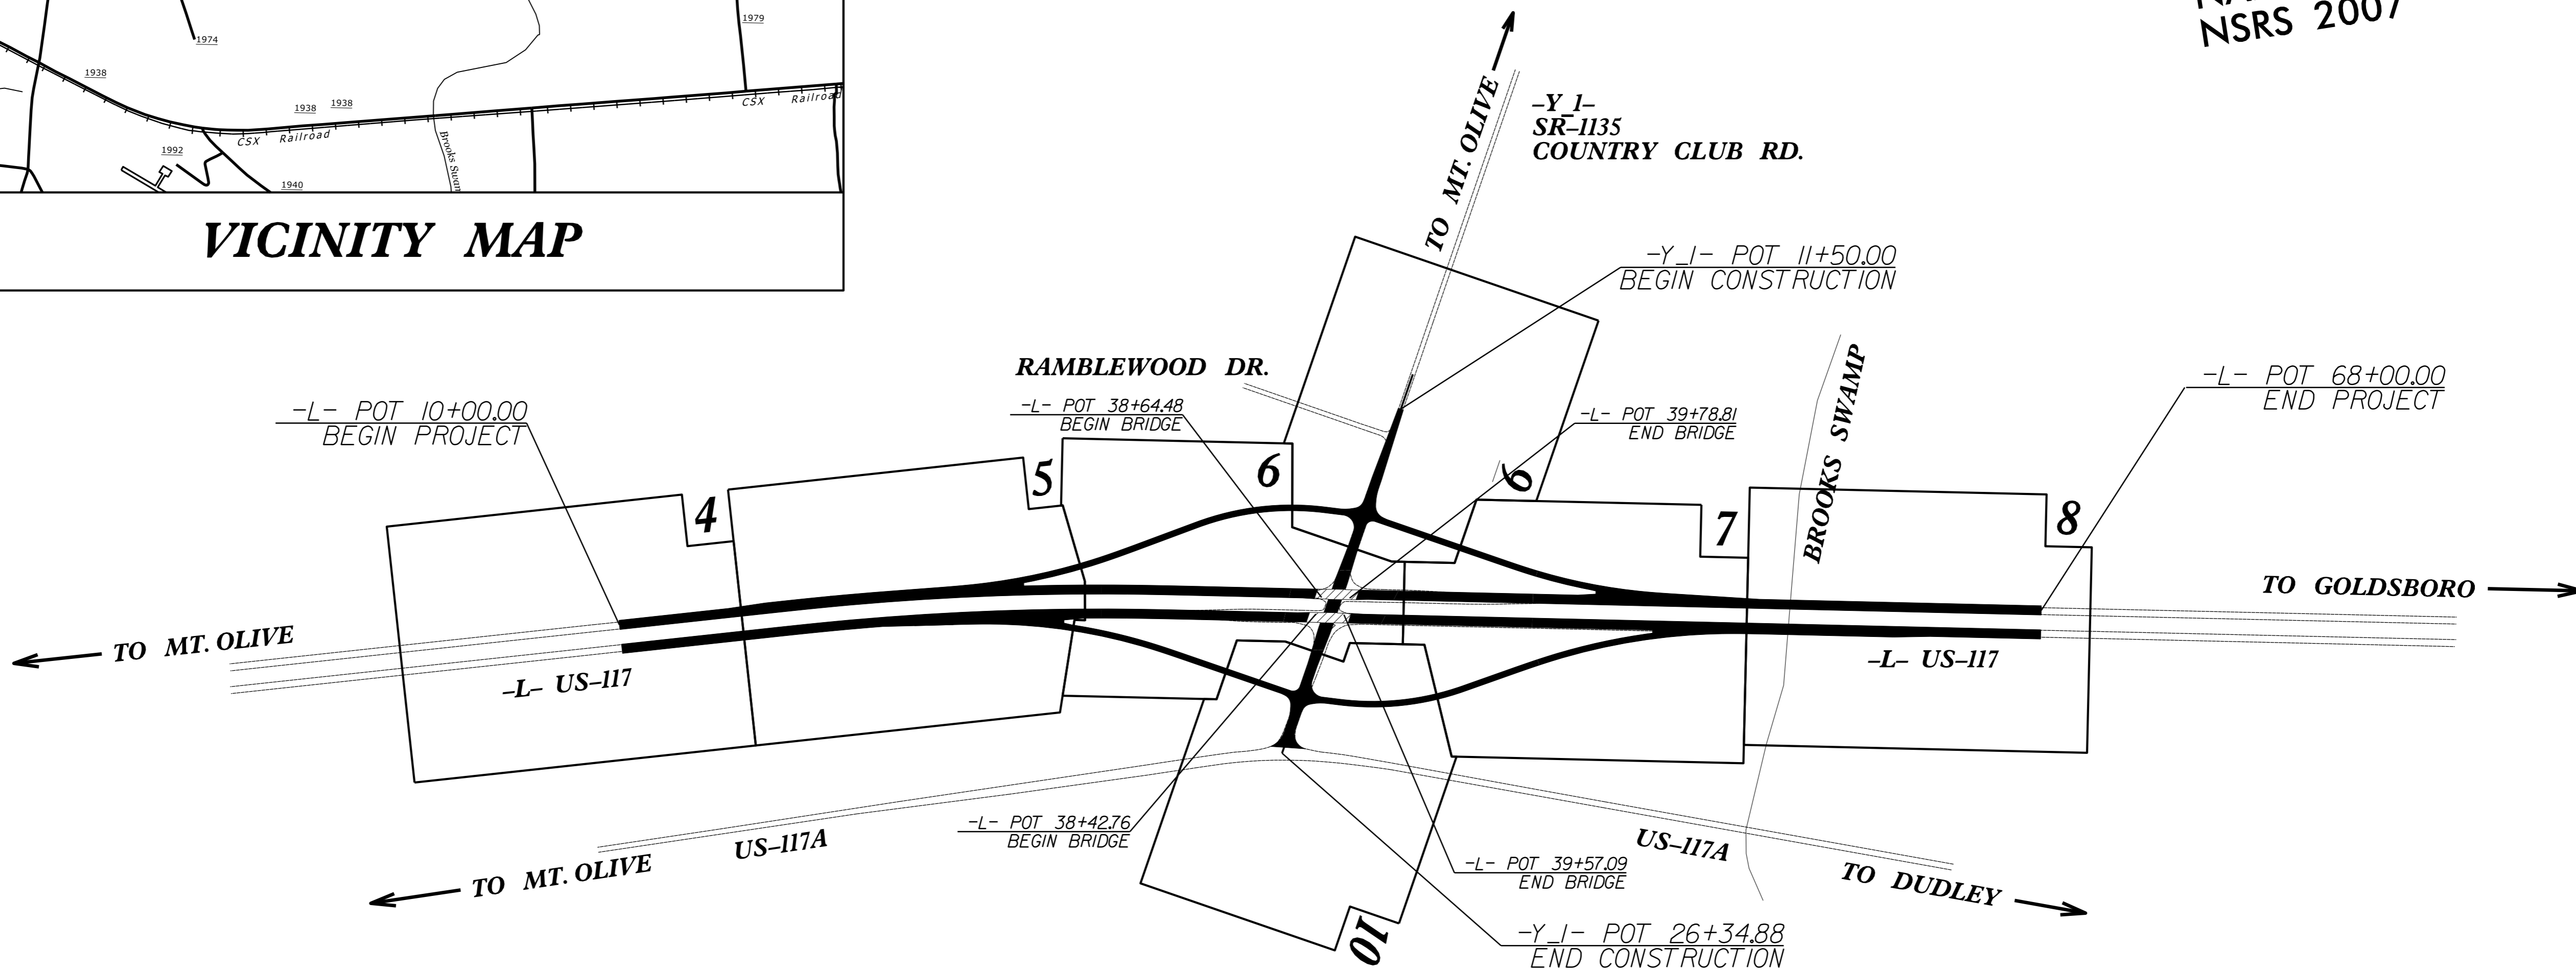 1974
1979
1938
1938
1938
CSX Railroad
CSX Railroad
1992
1940
Brooks Swam
VICINITY MAP
NSRS 2007
TO MT. OLIVE
–Y_1–
SR–1135
COUNTRY CLUB RD.
-Y_1- POT 11+50.00
BEGIN CONSTRUCTION
RAMBLEWOOD DR.
-L- POT 38+64.48
BEGIN BRIDGE
-L- POT 39+78.81
END BRIDGE
-L- POT 10+00.00
BEGIN PROJECT
-L- POT 68+00.00
END PROJECT
BROOKS SWAMP
4
5
6
9
7
8
TO MT. OLIVE
–L– US–117
–L– US–117
TO GOLDSBORO
-L- POT 38+42.76
BEGIN BRIDGE
-L- POT 39+57.09
END BRIDGE
US–117A
TO MT. OLIVE
US–117A
TO DUDLEY
10
-Y_1- POT 26+34.88
END CONSTRUCTION